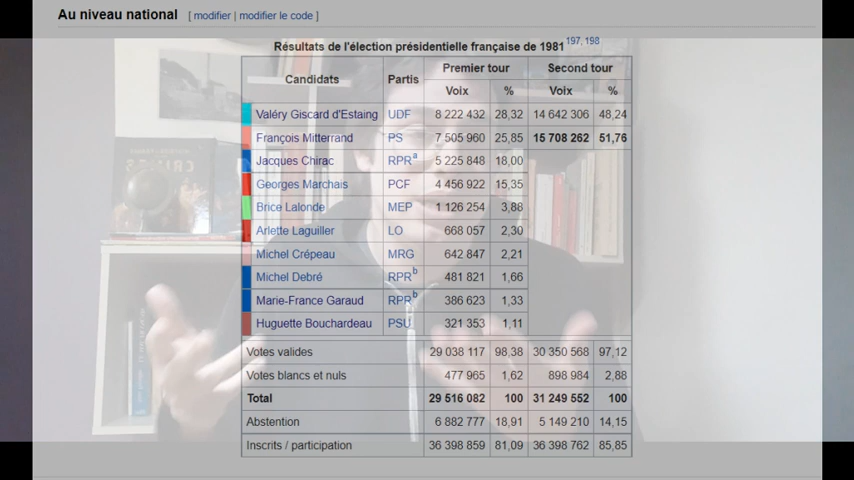 Au niveau national [ modifier | modifier le code ]
Résultats de l'élection présidentielle française de 1981 197, 198
Candidats Partis Premier tour Second tour
Voix % Voix %
Valéry Giscard d'Estaing UDF 8 222 432 28,32 14 642 306 48,24
François Mitterrand PS 7 505 960 25,85 15 708 262 51,76
Jacques Chirac RPR a 5 225 848 18,00
Georges Marchais PCF 4 456 922 15,35
Brice Lalonde MEP 1 126 254 3,88
Arlette Laguiller LO 668 057 2,30
Michel Crépeau MRG 642 847 2,21
Michel Debré RPR b 481 821 1,66
Marie-France Garaud RPR b 386 623 1,33
Huguette Bouchardeau PSU 321 353 1,11
Votes valides 29 038 117 98,38 30 350 568 97,12
Votes blancs et nuls 477 965 1,62 898 984 2,88
Total 29 516 082 100 31 249 552 100
Abstention 6 882 777 18,91 5 149 210 14,15
Inscrits / participation 36 398 859 81,09 36 398 762 85,85